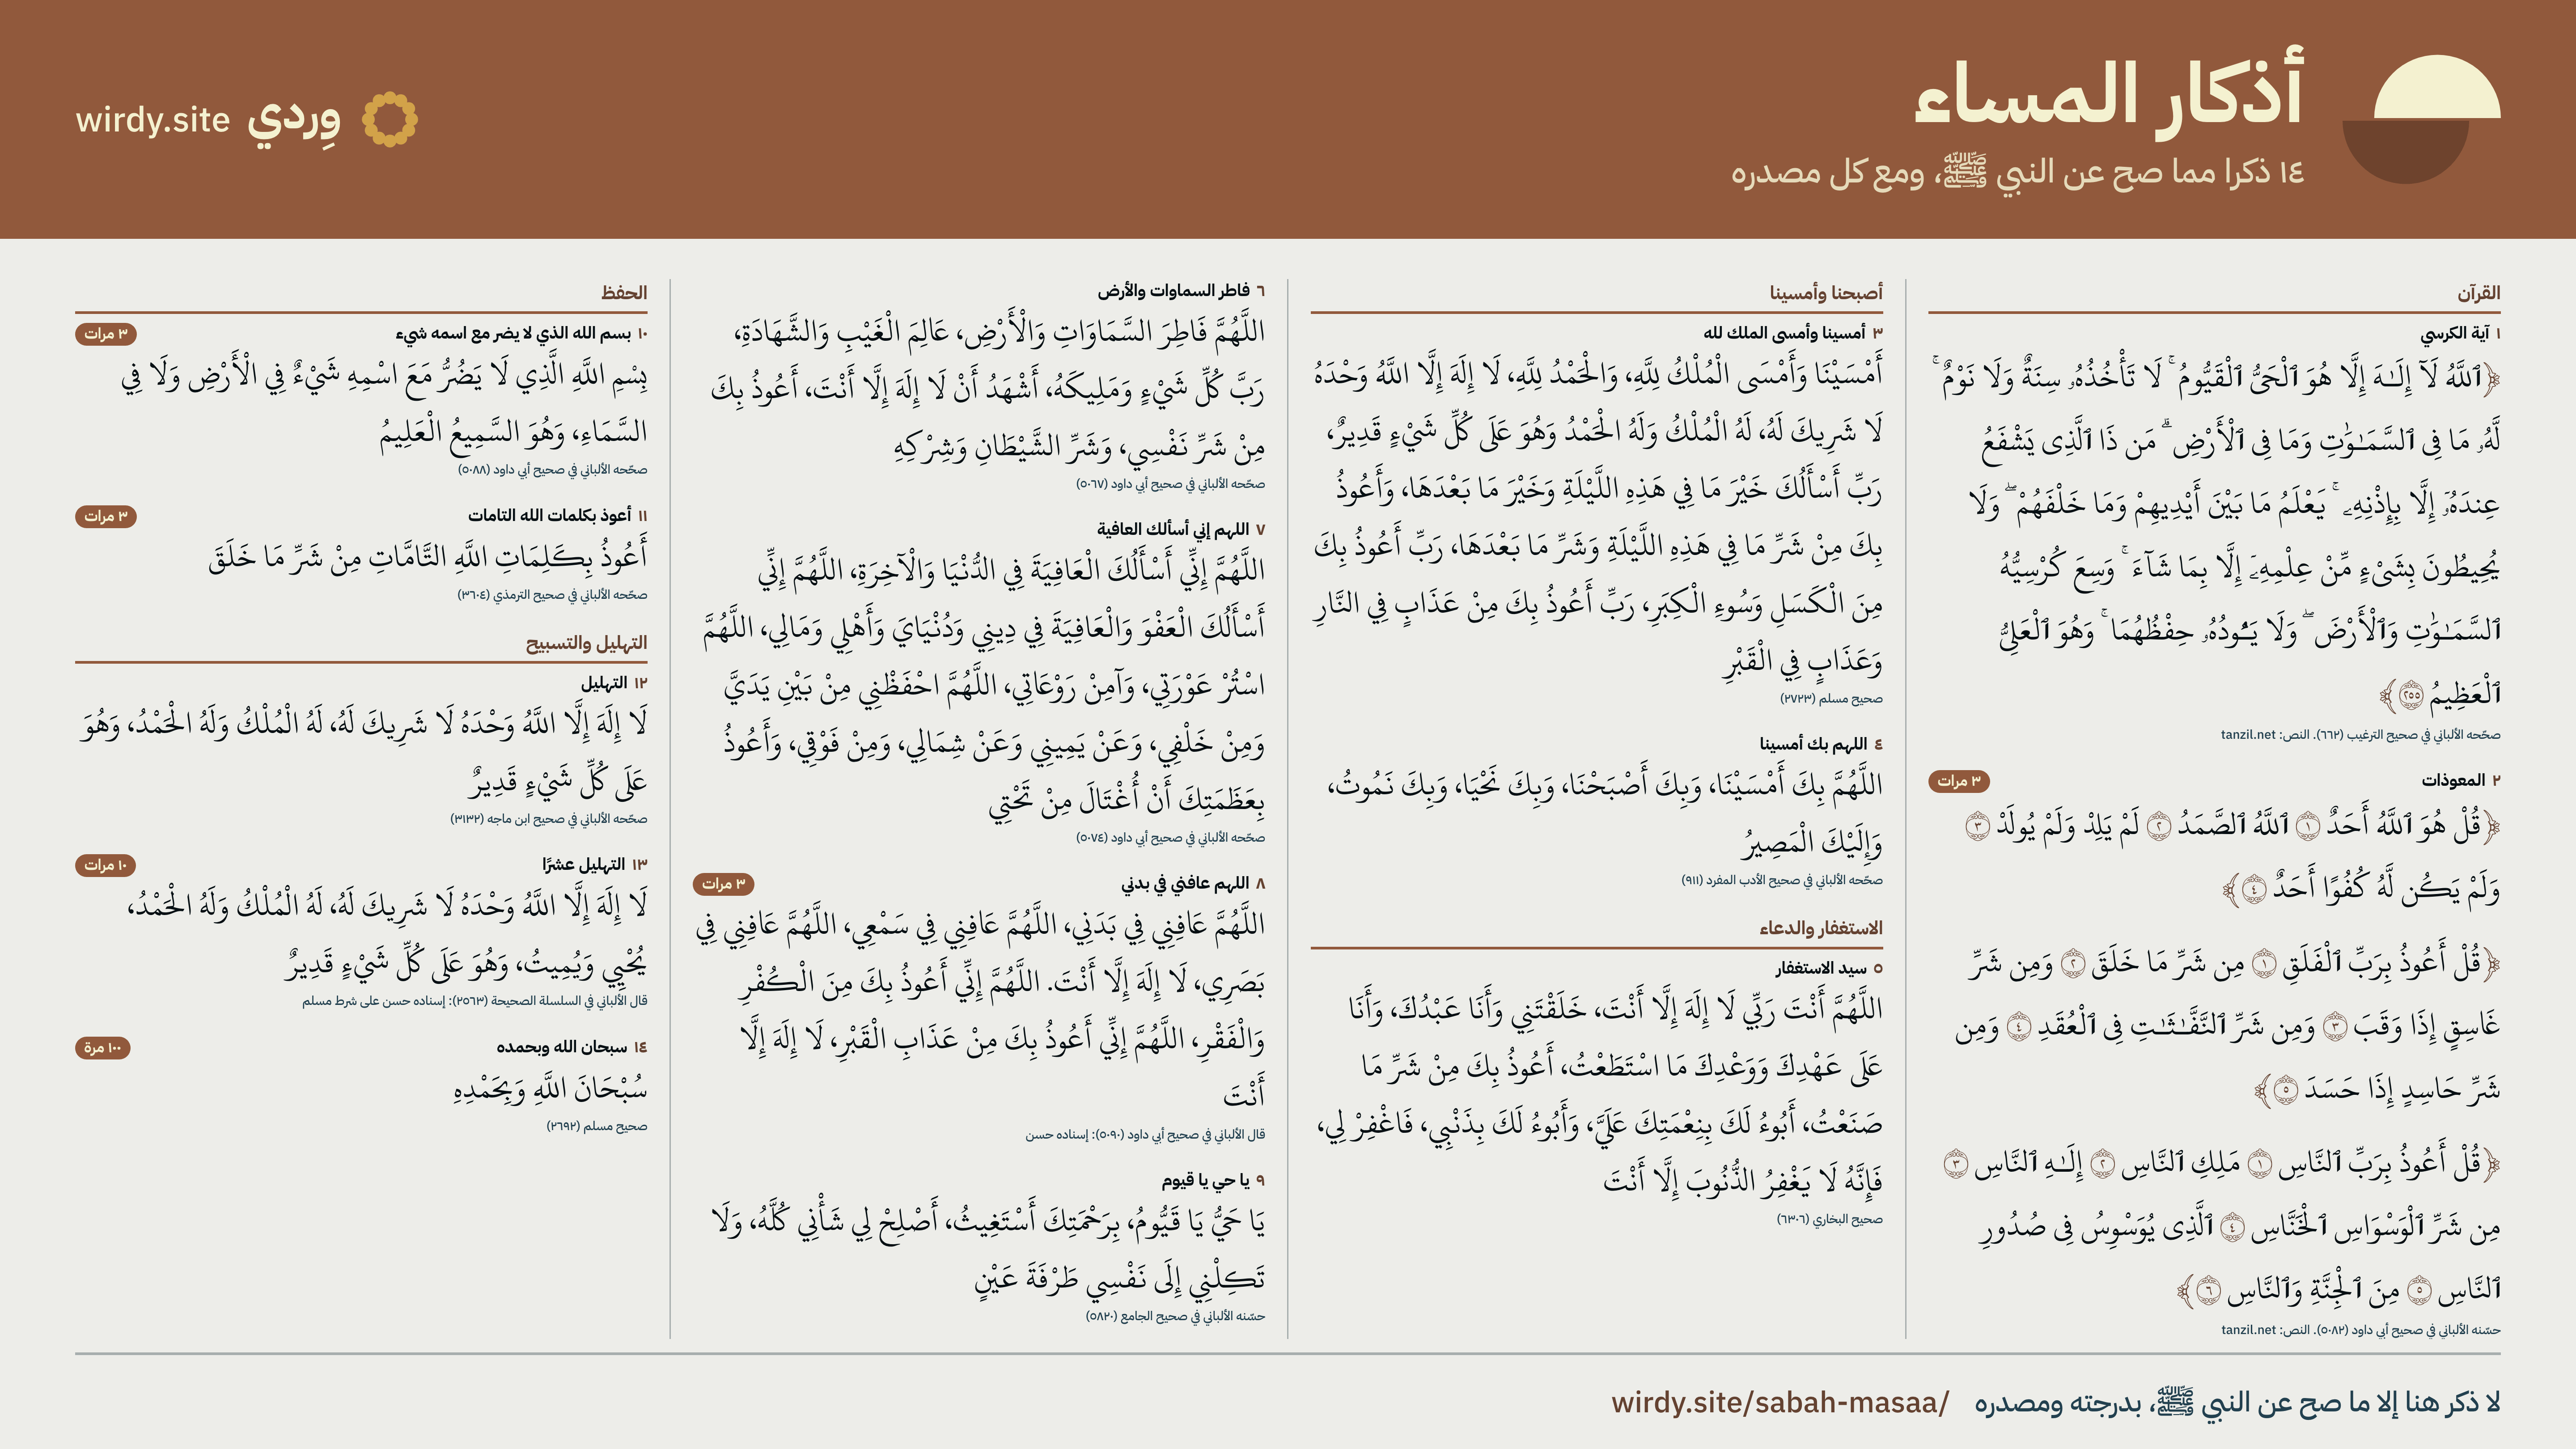 أذكار المساء
١٤ ذكرا مما صح عن النبي ﷺ، ومع كل مصدره
وِردي wirdy.site
القرآن
١ آية الكرسي
﴿ٱللَّهُ لَآ إِلَـٰهَ إِلَّا هُوَ ٱلْحَىُّ ٱلْقَيُّومُ ۚ لَا تَأْخُذُهُۥ سِنَةٌ وَلَا نَوْمٌ ۚ
لَّهُۥ مَا فِى ٱلسَّمَـٰوَٰتِ وَمَا فِى ٱلْأَرْضِ ۗ مَن ذَا ٱلَّذِى يَشْفَعُ
عِندَهُۥٓ إِلَّا بِإِذْنِهِۦ ۚ يَعْلَمُ مَا بَيْنَ أَيْدِيهِمْ وَمَا خَلْفَهُمْ ۖ وَلَا
يُحِيطُونَ بِشَىْءٍ مِّنْ عِلْمِهِۦٓ إِلَّا بِمَا شَآءَ ۚ وَسِعَ كُرْسِيُّهُ
ٱلسَّمَـٰوَٰتِ وَٱلْأَرْضَ ۖ وَلَا يَـُٔودُهُۥ حِفْظُهُمَا ۚ وَهُوَ ٱلْعَلِىُّ
ٱلْعَظِيمُ ٢٥٥﴾
صحّحه الألباني في صحيح الترغيب (٦٦٢). النص: tanzil.net
٢ المعوذات
٣ مرات
﴿قُلْ هُوَ ٱللَّهُ أَحَدٌ ١ ٱللَّهُ ٱلصَّمَدُ ٢ لَمْ يَلِدْ وَلَمْ يُولَدْ ٣
وَلَمْ يَكُن لَّهُۥ كُفُوًا أَحَدٌ ٤﴾
﴿قُلْ أَعُوذُ بِرَبِّ ٱلْفَلَقِ ١ مِن شَرِّ مَا خَلَقَ ٢ وَمِن شَرِّ
غَاسِقٍ إِذَا وَقَبَ ٣ وَمِن شَرِّ ٱلنَّفَّـٰثَـٰتِ فِى ٱلْعُقَدِ ٤ وَمِن
شَرِّ حَاسِدٍ إِذَا حَسَدَ ٥﴾
﴿قُلْ أَعُوذُ بِرَبِّ ٱلنَّاسِ ١ مَلِكِ ٱلنَّاسِ ٢ إِلَـٰهِ ٱلنَّاسِ ٣
مِن شَرِّ ٱلْوَسْوَاسِ ٱلْخَنَّاسِ ٤ ٱلَّذِى يُوَسْوِسُ فِى صُدُورِ
ٱلنَّاسِ ٥ مِنَ ٱلْجِنَّةِ وَٱلنَّاسِ ٦﴾
حسّنه الألباني في صحيح أبي داود (٥٠٨٢). النص: tanzil.net
أصبحنا وأمسينا
٣ أمسينا وأمسى الملك لله
أَمْسَيْنَا وَأَمْسَى الْمُلْكُ لِلَّهِ، وَالْحَمْدُ لِلَّهِ، لَا إِلَهَ إِلَّا اللَّهُ وَحْدَهُ
لَا شَرِيكَ لَهُ، لَهُ الْمُلْكُ وَلَهُ الْحَمْدُ وَهُوَ عَلَى كُلِّ شَيْءٍ قَدِيرٌ،
رَبِّ أَسْأَلُكَ خَيْرَ مَا فِي هَذِهِ اللَّيْلَةِ وَخَيْرَ مَا بَعْدَهَا، وَأَعُوذُ
بِكَ مِنْ شَرِّ مَا فِي هَذِهِ اللَّيْلَةِ وَشَرِّ مَا بَعْدَهَا، رَبِّ أَعُوذُ بِكَ
مِنَ الْكَسَلِ وَسُوءِ الْكِبَرِ، رَبِّ أَعُوذُ بِكَ مِنْ عَذَابٍ فِي النَّارِ
وَعَذَابٍ فِي الْقَبْرِ
صحيح مسلم (٢٧٢٣)
٤ اللهم بك أمسينا
اللَّهُمَّ بِكَ أَمْسَيْنَا، وَبِكَ أَصْبَحْنَا، وَبِكَ نَحْيَا، وَبِكَ نَمُوتُ،
وَإِلَيْكَ الْمَصِيرُ
صحّحه الألباني في صحيح الأدب المفرد (٩١١)
الاستغفار والدعاء
٥ سيد الاستغفار
اللَّهُمَّ أَنْتَ رَبِّي لَا إِلَهَ إِلَّا أَنْتَ، خَلَقْتَنِي وَأَنَا عَبْدُكَ، وَأَنَا
عَلَى عَهْدِكَ وَوَعْدِكَ مَا اسْتَطَعْتُ، أَعُوذُ بِكَ مِنْ شَرِّ مَا
صَنَعْتُ، أَبُوءُ لَكَ بِنِعْمَتِكَ عَلَيَّ، وَأَبُوءُ لَكَ بِذَنْبِي، فَاغْفِرْ لِي،
فَإِنَّهُ لَا يَغْفِرُ الذُّنُوبَ إِلَّا أَنْتَ
صحيح البخاري (٦٣٠٦)
٦ فاطر السماوات والأرض
اللَّهُمَّ فَاطِرَ السَّمَاوَاتِ وَالْأَرْضِ، عَالِمَ الْغَيْبِ وَالشَّهَادَةِ،
رَبَّ كُلِّ شَيْءٍ وَمَلِيكَهُ، أَشْهَدُ أَنْ لَا إِلَهَ إِلَّا أَنْتَ، أَعُوذُ بِكَ
مِنْ شَرِّ نَفْسِي، وَشَرِّ الشَّيْطَانِ وَشِرْكِهِ
صحّحه الألباني في صحيح أبي داود (٥٠٦٧)
٧ اللهم إني أسألك العافية
اللَّهُمَّ إِنِّي أَسْأَلُكَ الْعَافِيَةَ فِي الدُّنْيَا وَالْآخِرَةِ، اللَّهُمَّ إِنِّي
أَسْأَلُكَ الْعَفْوَ وَالْعَافِيَةَ فِي دِينِي وَدُنْيَايَ وَأَهْلِي وَمَالِي، اللَّهُمَّ
اسْتُرْ عَوْرَتِي، وَآمِنْ رَوْعَاتِي، اللَّهُمَّ احْفَظْنِي مِنْ بَيْنِ يَدَيَّ
وَمِنْ خَلْفِي، وَعَنْ يَمِينِي وَعَنْ شِمَالِي، وَمِنْ فَوْقِي، وَأَعُوذُ
بِعَظَمَتِكَ أَنْ أُغْتَالَ مِنْ تَحْتِي
صحّحه الألباني في صحيح أبي داود (٥٠٧٤)
٨ اللهم عافني في بدني
٣ مرات
اللَّهُمَّ عَافِنِي فِي بَدَنِي، اللَّهُمَّ عَافِنِي فِي سَمْعِي، اللَّهُمَّ عَافِنِي فِي
بَصَرِي، لَا إِلَهَ إِلَّا أَنْتَ. اللَّهُمَّ إِنِّي أَعُوذُ بِكَ مِنَ الْكُفْرِ
وَالْفَقْرِ، اللَّهُمَّ إِنِّي أَعُوذُ بِكَ مِنْ عَذَابِ الْقَبْرِ، لَا إِلَهَ إِلَّا
أَنْتَ
قال الألباني في صحيح أبي داود (٥٠٩٠): إسناده حسن
٩ يا حي يا قيوم
يَا حَيُّ يَا قَيُّومُ، بِرَحْمَتِكَ أَسْتَغِيثُ، أَصْلِحْ لِي شَأْنِي كُلَّهُ، وَلَا
تَكِلْنِي إِلَى نَفْسِي طَرْفَةَ عَيْنٍ
حسّنه الألباني في صحيح الجامع (٥٨٢٠)
الحفظ
١٠ بسم الله الذي لا يضر مع اسمه شيء
٣ مرات
بِسْمِ اللَّهِ الَّذِي لَا يَضُرُّ مَعَ اسْمِهِ شَيْءٌ فِي الْأَرْضِ وَلَا فِي
السَّمَاءِ، وَهُوَ السَّمِيعُ الْعَلِيمُ
صحّحه الألباني في صحيح أبي داود (٥٠٨٨)
١١ أعوذ بكلمات الله التامات
٣ مرات
أَعُوذُ بِكَلِمَاتِ اللَّهِ التَّامَّاتِ مِنْ شَرِّ مَا خَلَقَ
صحّحه الألباني في صحيح الترمذي (٣٦٠٤)
التهليل والتسبيح
١٢ التهليل
لَا إِلَهَ إِلَّا اللَّهُ وَحْدَهُ لَا شَرِيكَ لَهُ، لَهُ الْمُلْكُ وَلَهُ الْحَمْدُ، وَهُوَ
عَلَى كُلِّ شَيْءٍ قَدِيرٌ
صحّحه الألباني في صحيح ابن ماجه (٣١٣٢)
١٣ التهليل عشرًا
١٠ مرات
لَا إِلَهَ إِلَّا اللَّهُ وَحْدَهُ لَا شَرِيكَ لَهُ، لَهُ الْمُلْكُ وَلَهُ الْحَمْدُ،
يُحْيِي وَيُمِيتُ، وَهُوَ عَلَى كُلِّ شَيْءٍ قَدِيرٌ
قال الألباني في السلسلة الصحيحة (٢٥٦٣): إسناده حسن على شرط مسلم
١٤ سبحان الله وبحمده
١٠٠ مرة
سُبْحَانَ اللَّهِ وَبِحَمْدِهِ
صحيح مسلم (٢٦٩٢)
لا ذكر هنا إلا ما صح عن النبي ﷺ، بدرجته ومصدره wirdy.site/sabah-masaa/